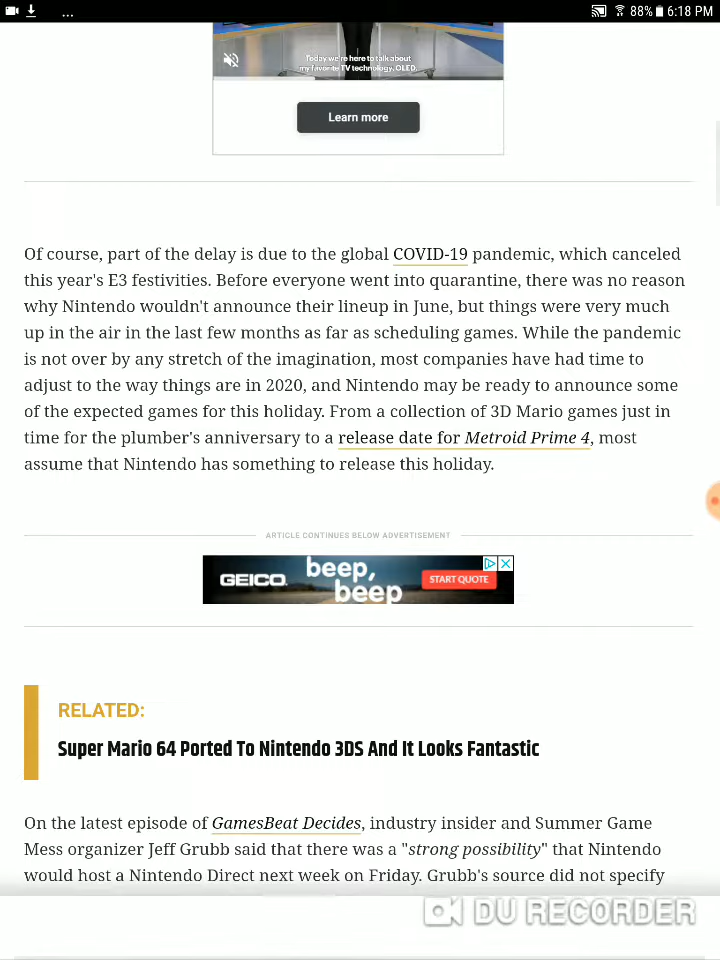 ... 88% 6:18 PM
Today we're here to talk about
my favorite TV technology, OLED.
Learn more
Of course, part of the delay is due to the global COVID-19 pandemic, which canceled
this year's E3 festivities. Before everyone went into quarantine, there was no reason
why Nintendo wouldn't announce their lineup in June, but things were very much
up in the air in the last few months as far as scheduling games. While the pandemic
is not over by any stretch of the imagination, most companies have had time to
adjust to the way things are in 2020, and Nintendo may be ready to announce some
of the expected games for this holiday. From a collection of 3D Mario games just in
time for the plumber's anniversary to a release date for Metroid Prime 4, most
assume that Nintendo has something to release this holiday.
ARTICLE CONTINUES BELOW ADVERTISEMENT
GEICO. beep, beep START QUOTE
RELATED:
Super Mario 64 Ported To Nintendo 3DS And It Looks Fantastic
On the latest episode of GamesBeat Decides, industry insider and Summer Game
Mess organizer Jeff Grubb said that there was a "strong possibility" that Nintendo
would host a Nintendo Direct next week on Friday. Grubb's source did not specify
DU RECORDER